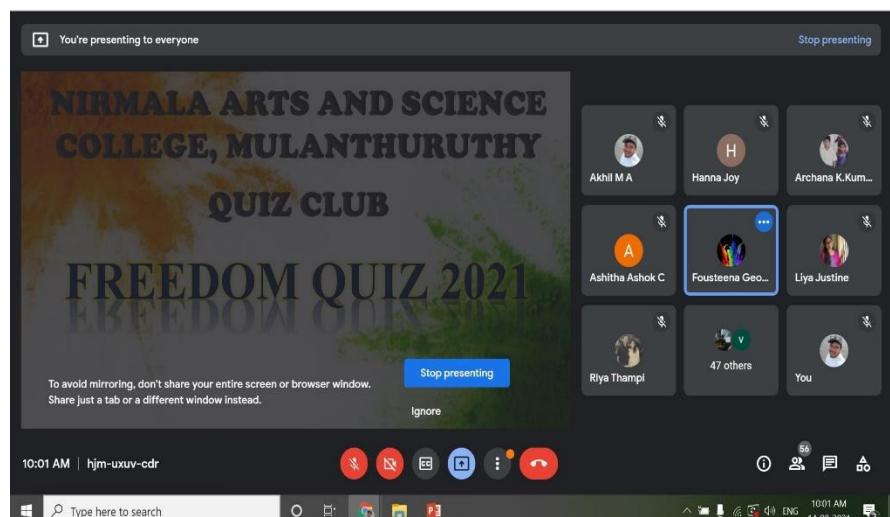 You're presenting to everyone
Stop presenting
NIRMALA ARTS AND SCIENCE
COLLEGE, MULANTHURUTHY
QUIZ CLUB
FREEDOM QUIZ 2021
To avoid mirroring, don't share your entire screen or browser window.
Share just a tab or a different window instead.
Stop presenting
Ignore
Akhil M A
H
Hanna Joy
Archana K.Kum...
A
Ashitha Ashok C
Fousteena Geo...
Liya Justine
Riya Thampi
V
47 others
You
10:01 AM | hjm-uxuv-cdr
56
Type here to search
ENG
10:01 AM